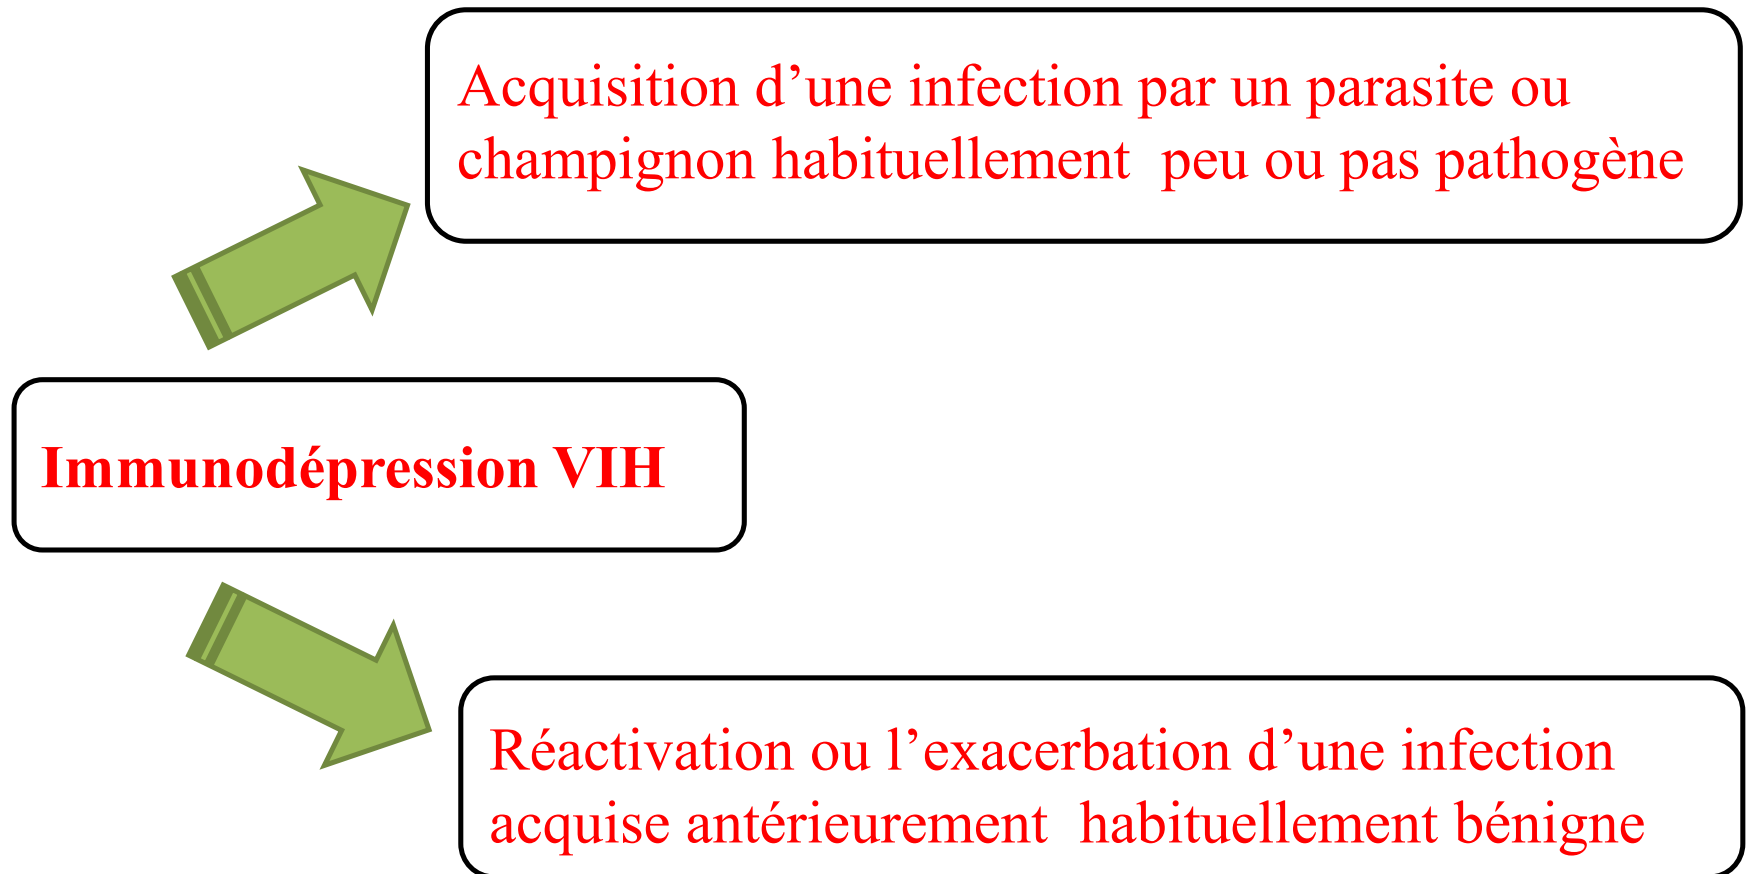 Acquisition d’une infection par un parasite ou
champignon habituellement peu ou pas pathogène
Immunodépression VIH
Réactivation ou l’exacerbation d’une infection
acquise antérieurement habituellement bénigne